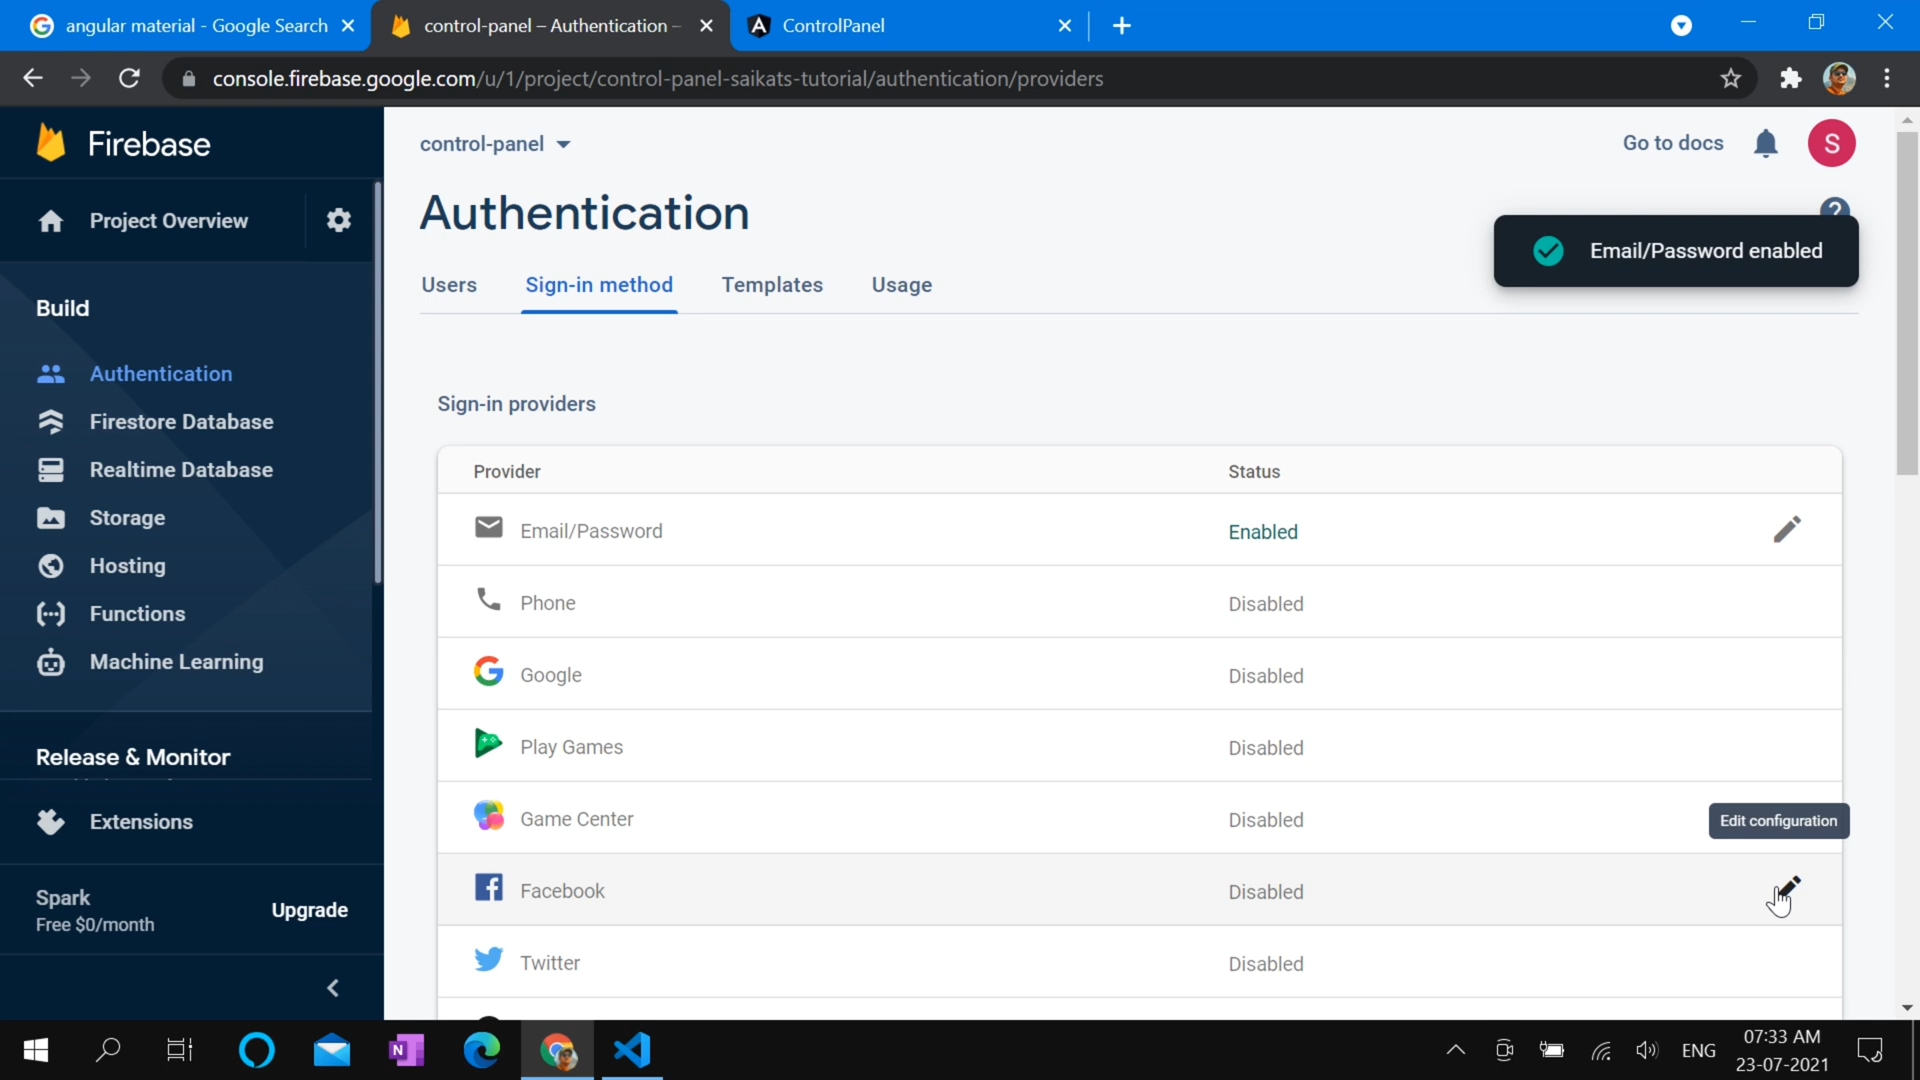 angular material - Google Search
control-panel – Authentication –
ControlPanel
console.firebase.google.com/u/1/project/control-panel-saikats-tutorial/authentication/providers
Firebase
control-panel
Go to docs
S
Project Overview
Authentication
?
Email/Password enabled
Users
Sign-in method
Templates
Usage
Build
Authentication
Firestore Database
Realtime Database
Storage
Hosting
Functions
Machine Learning
Release & Monitor
Extensions
Spark
Free $0/month
Upgrade
Sign-in providers
Provider
Status
Email/Password
Enabled
Phone
Disabled
Google
Disabled
Play Games
Disabled
Game Center
Disabled
Edit configuration
Facebook
Disabled
Twitter
Disabled
ENG
07:33 AM
23-07-2021